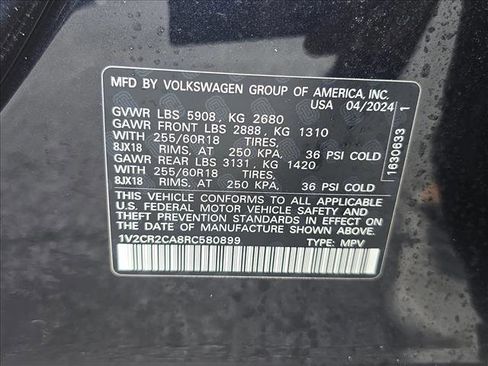 MFD BY VOLKSWAGEN GROUP OF AMERICA, INC.
USA 04/2024
GVWR LBS 5908, KG 2680
GAWR FRONT LBS 2888, KG 1310
WITH 255/60R18 TIRES,
8JX18 RIMS, AT 250 KPA, 36 PSI COLD
GAWR REAR LBS 3131, KG 1420
WITH 255/60R18 TIRES,
8JX18 RIMS, AT 250 KPA, 36 PSI COLD
THIS VEHICLE CONFORMS TO ALL APPLICABLE
U.S. FEDERAL MOTOR VEHICLE SAFETY AND
THEFT PREVENTION STANDARDS IN EFFECT ON
THE DATE OF MANUFACTURE SHOWN ABOVE.
1V2CR2CA8RC580899 TYPE: MPV
1630633 1